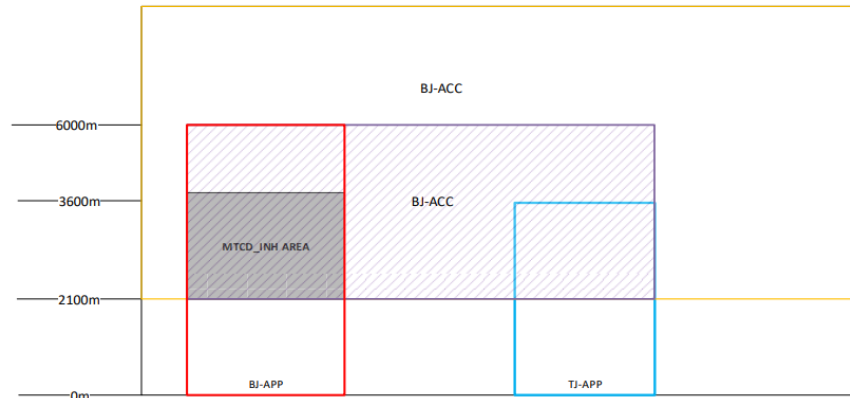 BJ-ACC
6000m
3600m
BJ-ACC
MTCD_INH AREA
2100m
BJ-APP
TJ-APP
0m